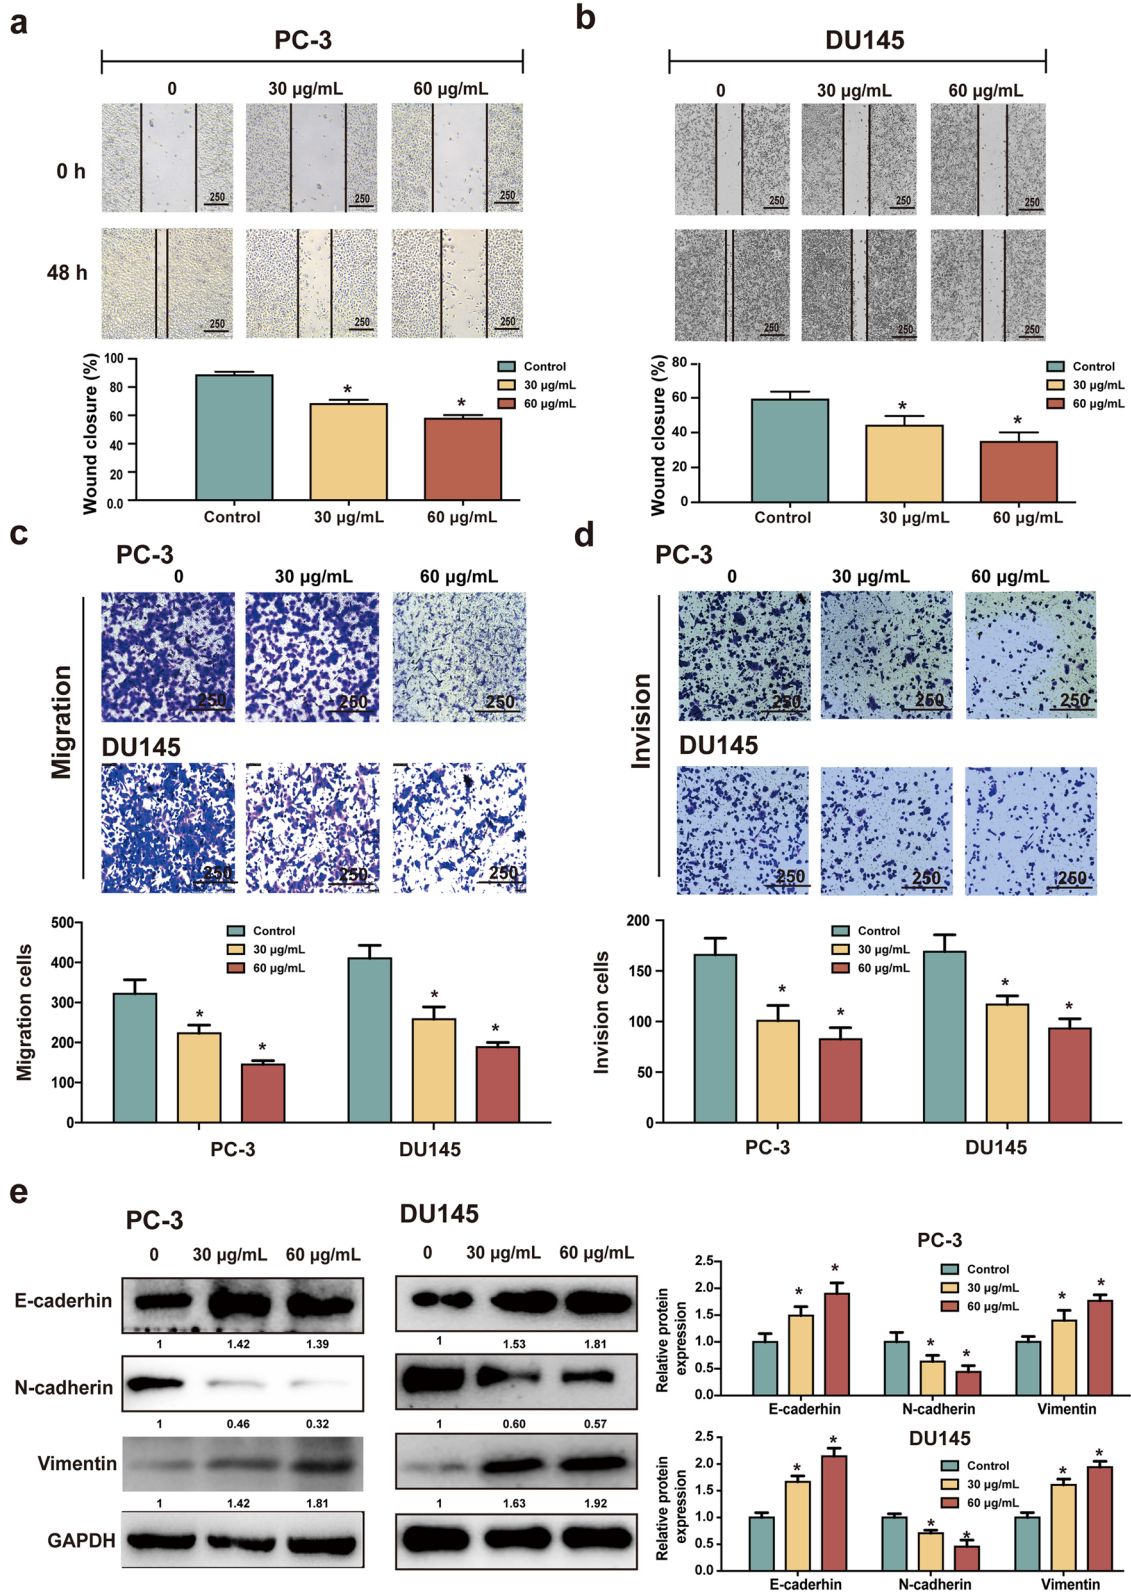 a
PC-3
0 30 µg/mL 60 µg/mL
0 h
250 250 250
48 h
250 250 250
Wound closure (%)
100
80
60
40
20
0.0
* *
Control
30 µg/mL
60 µg/mL
Control 30 µg/mL 60 µg/mL
b
DU145
0 30 µg/mL 60 µg/mL
250 250 250
250 250 250
Wound closure (%)
80
60
40
20
0
* *
Control
30 µg/mL
60 µg/mL
Control 30 µg/mL 60 µg/mL
c
PC-3
0 30 µg/mL 60 µg/mL
Migration
250 250 250
DU145
250 250 250
Migration cells
500
400
300
200
100
0
Control
30 µg/mL
60 µg/mL
* * * *
PC-3 DU145
d
PC-3
0 30 µg/mL 60 µg/mL
Invision
250 250 250
DU145
250 250 250
Invision cells
200
150
100
50
0
Control
30 µg/mL
60 µg/mL
* * * *
PC-3 DU145
e
PC-3
0 30 µg/mL 60 µg/mL
DU145
0 30 µg/mL 60 µg/mL
E-caderhin
1 1.42 1.39
1 1.53 1.81
N-cadherin
1 0.46 0.32
1 0.60 0.57
Vimentin
1 1.42 1.81
1 1.63 1.92
GAPDH
PC-3
Relative protein
expression
2.5
2.0
1.5
1.0
0.5
0.0
Control
30 µg/mL
60 µg/mL
* * * * * *
E-caderhin N-cadherin Vimentin
DU145
Relative protein
expression
2.5
2.0
1.5
1.0
0.5
0.0
Control
30 µg/mL
60 µg/mL
* * * * * *
E-caderhin N-cadherin Vimentin